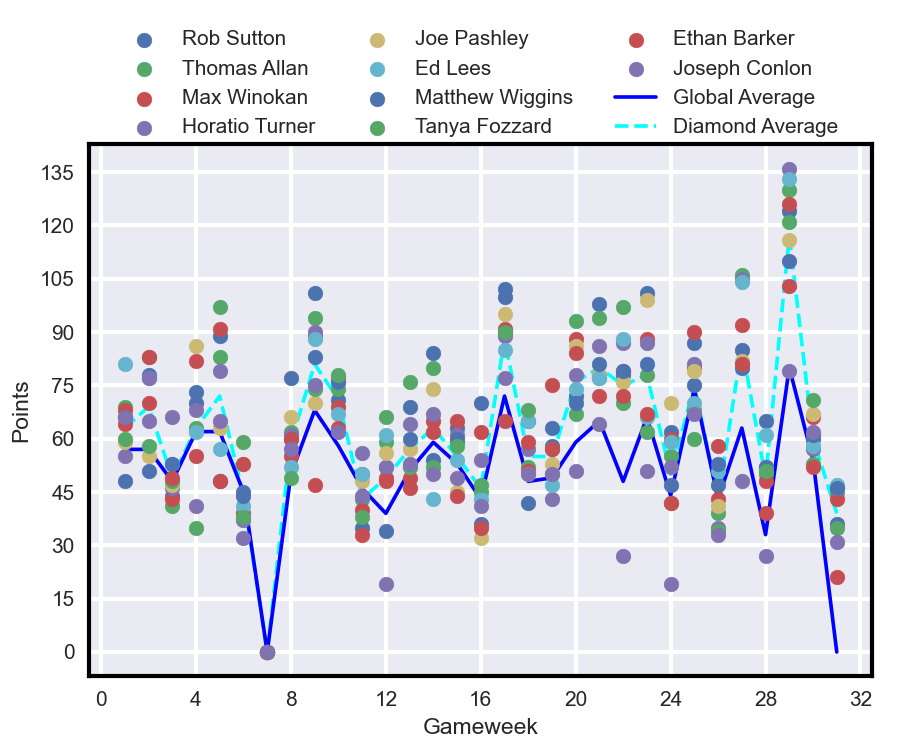 Rob Sutton
Thomas Allan
Max Winokan
Horatio Turner
Joe Pashley
Ed Lees
Matthew Wiggins
Tanya Fozzard
Ethan Barker
Joseph Conlon
Global Average
Diamond Average
Points
135
120
105
90
75
60
45
30
15
0
0 4 8 12 16 20 24 28 32
Gameweek